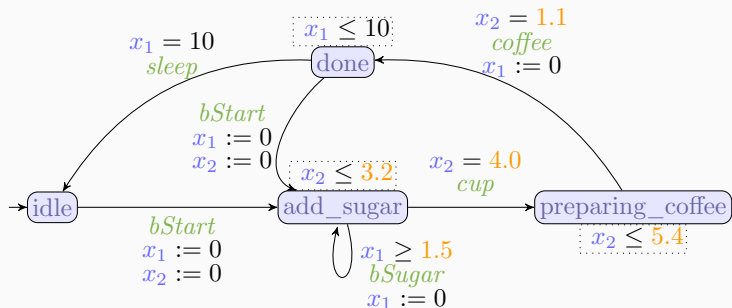 x₁ = 10
sleep
x₁ ≤ 10
done
x₂ = 1.1
coffee
x₁ := 0
bStart
x₁ := 0
x₂ := 0
idle
bStart
x₁ := 0
x₂ := 0
x₂ ≤ 3.2
add_sugar
x₁ ≥ 1.5
bSugar
x₁ := 0
x₂ = 4.0
cup
preparing_coffee
x₂ ≤ 5.4